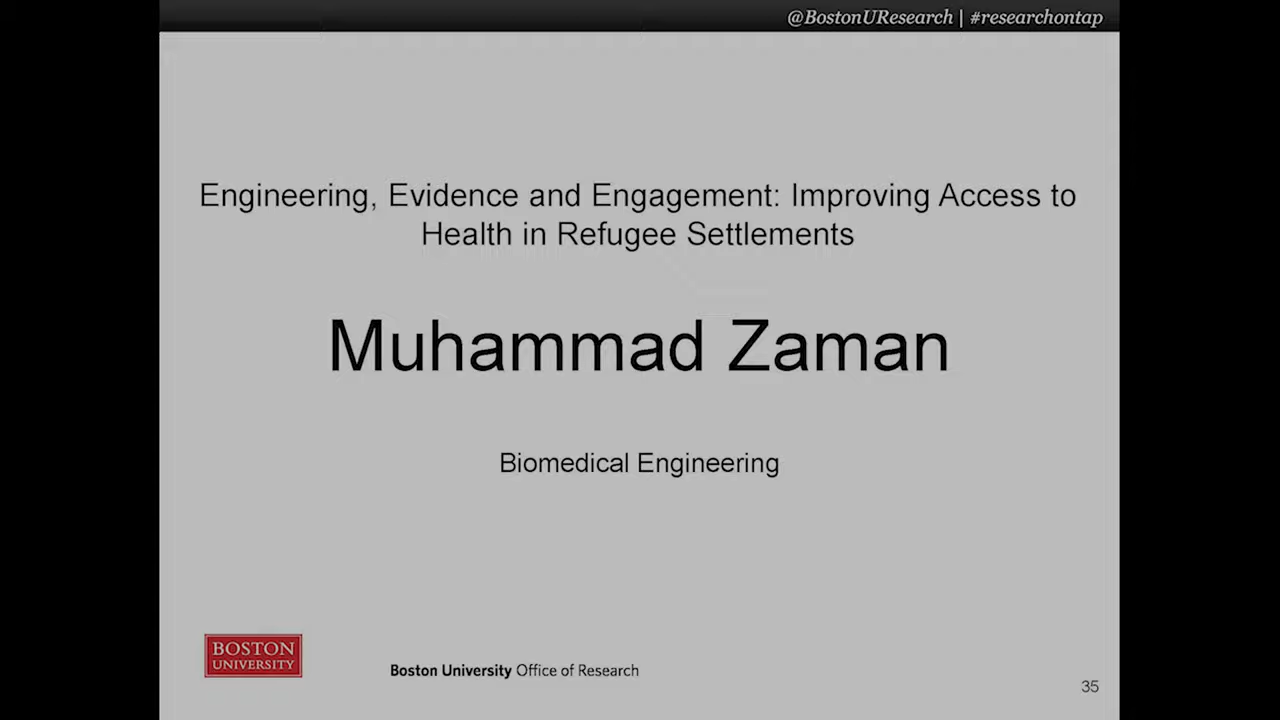 @BostonUResearch | #researchontap
Engineering, Evidence and Engagement: Improving Access to
Health in Refugee Settlements
Muhammad Zaman
Biomedical Engineering
BOSTON
UNIVERSITY
Boston University Office of Research
35